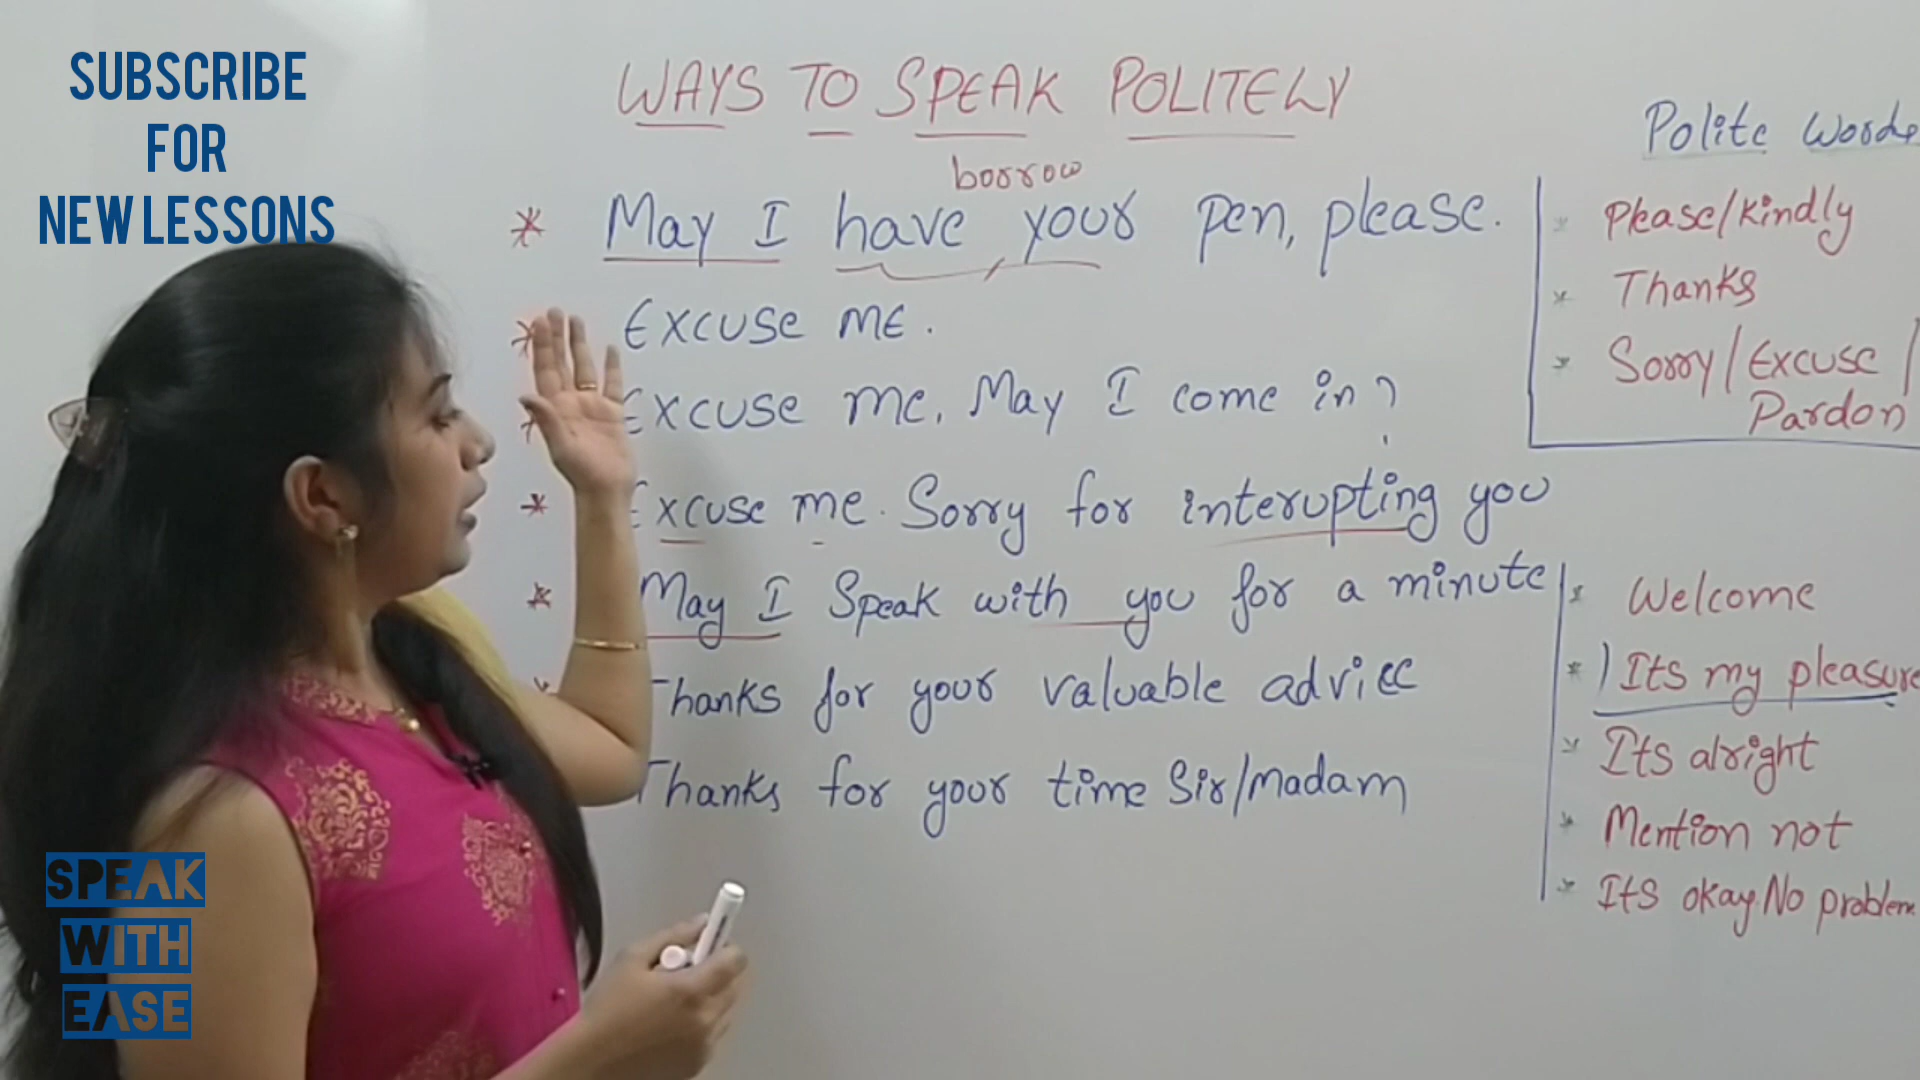 SUBSCRIBE
FOR
NEW LESSONS
WAYS TO SPEAK POLITELY
borrow
* May I have your pen, please.
* Excuse me.
* Excuse me, May I come in?
* Excuse me. Sorry for interupting you
* May I Speak with you for a minute
* Thanks for your valuable advice
Thanks for your time Sir/Madam
Polite Words
* Please/kindly
* Thanks
* Sorry/Excuse/
Pardon
* Welcome
* Its my pleasure
* Its alright
* Mention not
* Its okay. No problem
SPEAK
WITH
EASE